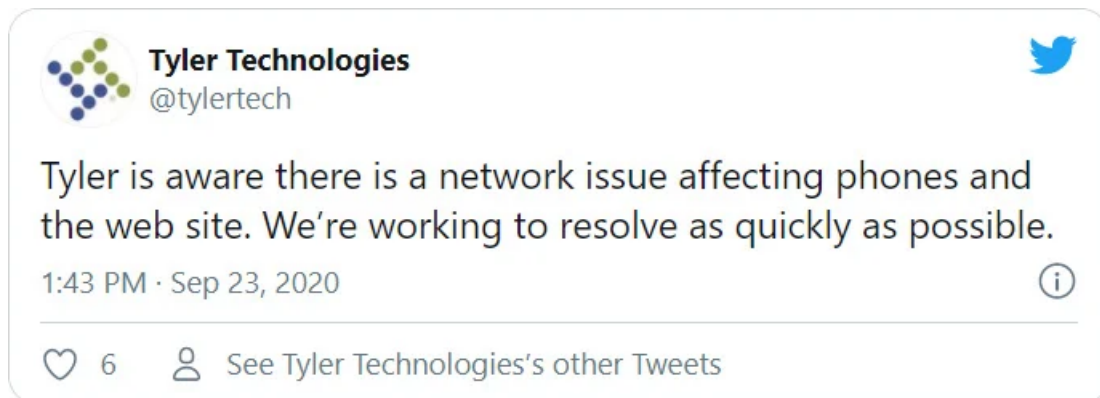 Tyler Technologies
@tylertech
Tyler is aware there is a network issue affecting phones and
the web site. We’re working to resolve as quickly as possible.
1:43 PM · Sep 23, 2020
6
See Tyler Technologies's other Tweets